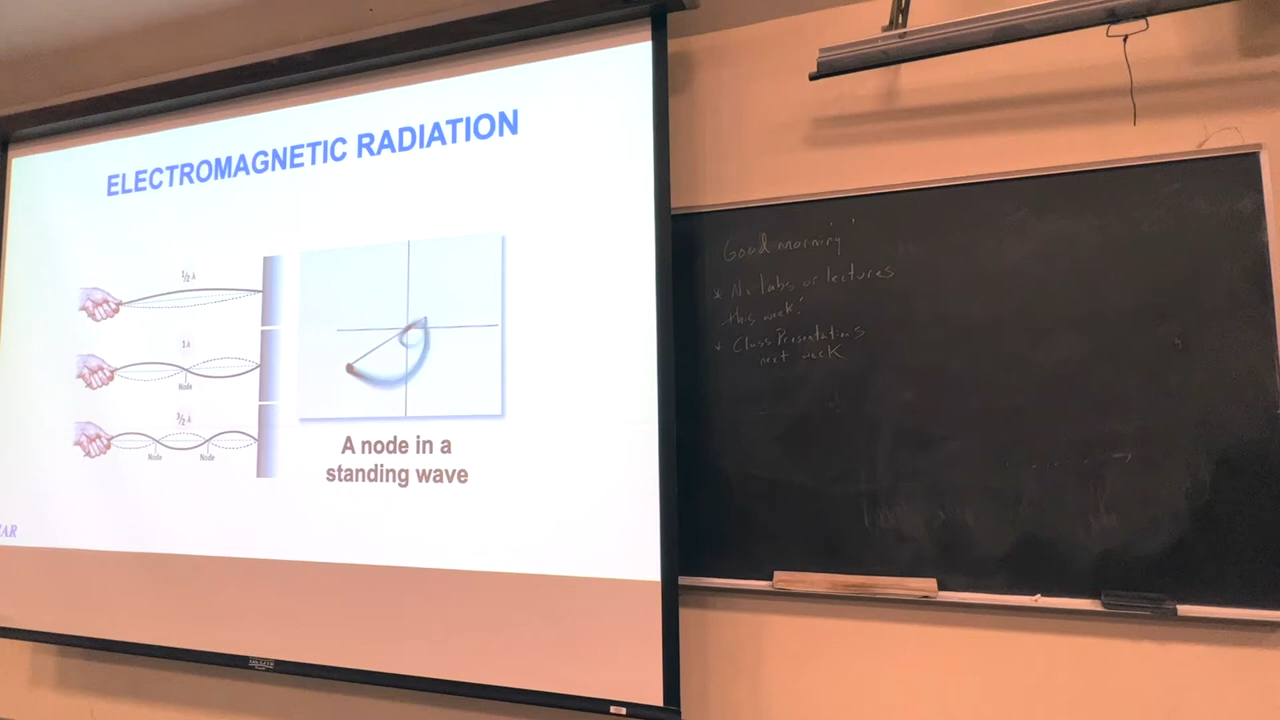 ELECTROMAGNETIC RADIATION
½ λ
1λ
Node
³⁄₂ λ
Node Node
A node in a
standing wave
Good morning
* No labs or lectures
this week!
* Class Presentations
next week